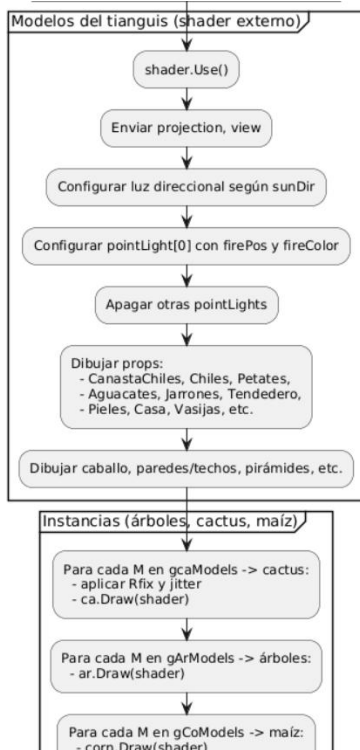 Modelos del tianguis (shader externo)
shader.Use()
Enviar projection, view
Configurar luz direccional según sunDir
Configurar pointLight[0] con firePos y fireColor
Apagar otras pointLights
Dibujar props:
- CanastaChiles, Chiles, Petates,
- Aguacates, Jarrones, Tendedero,
- Pieles, Casa, Vasijas, etc.
Dibujar caballo, paredes/techos, pirámides, etc.
Instancias (árboles, cactus, maíz)
Para cada M en gcaModels -> cactus:
- aplicar Rfix y jitter
- ca.Draw(shader)
Para cada M en gArModels -> árboles:
- ar.Draw(shader)
Para cada M en gCoModels -> maíz:
- corn.Draw(shader)